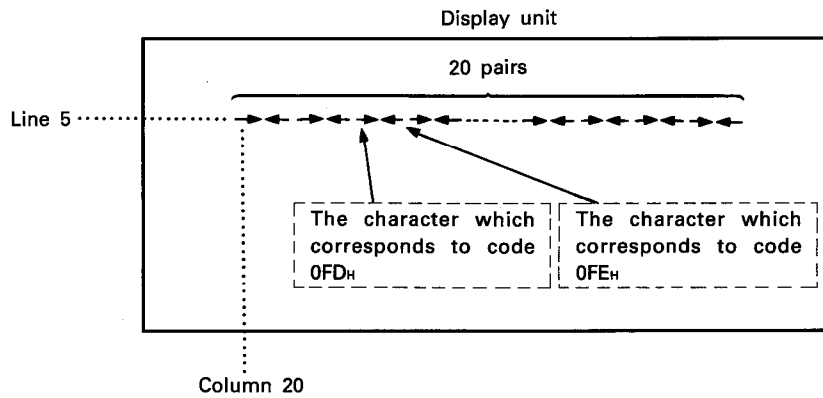 Display unit
20 pairs
Line 5
The character which
corresponds to code
0FDH
The character which
corresponds to code
0FEH
Column 20